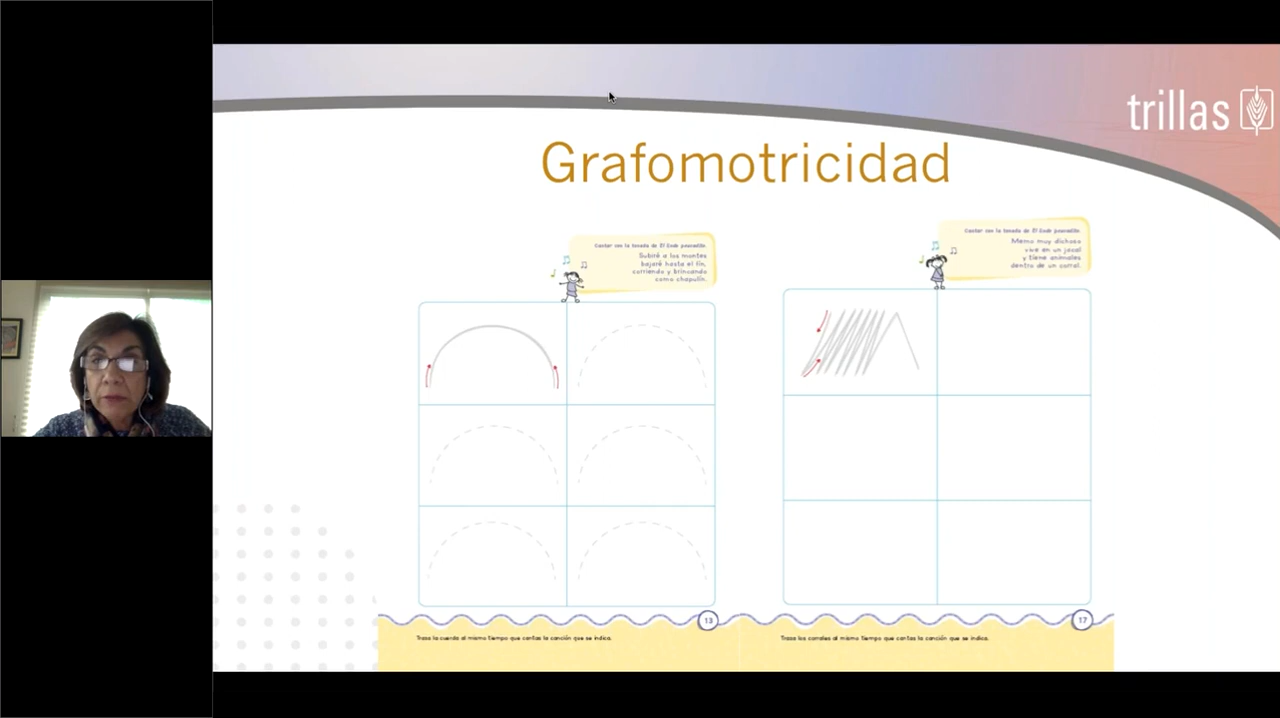 trillas
Grafomotricidad
Cantar con la tonada de El lindo pescadito.
Subiré a los montes
bajaré hasta el fin,
corriendo y brincando
como chapulín.
Cantar con la tonada de El lindo pescadito.
Memo muy dichoso
vive en un jacal
y tiene animales
dentro de un corral.
13
17
Traza la cuerda al mismo tiempo que cantas la canción que se indica.
Traza los corrales al mismo tiempo que cantas la canción que se indica.